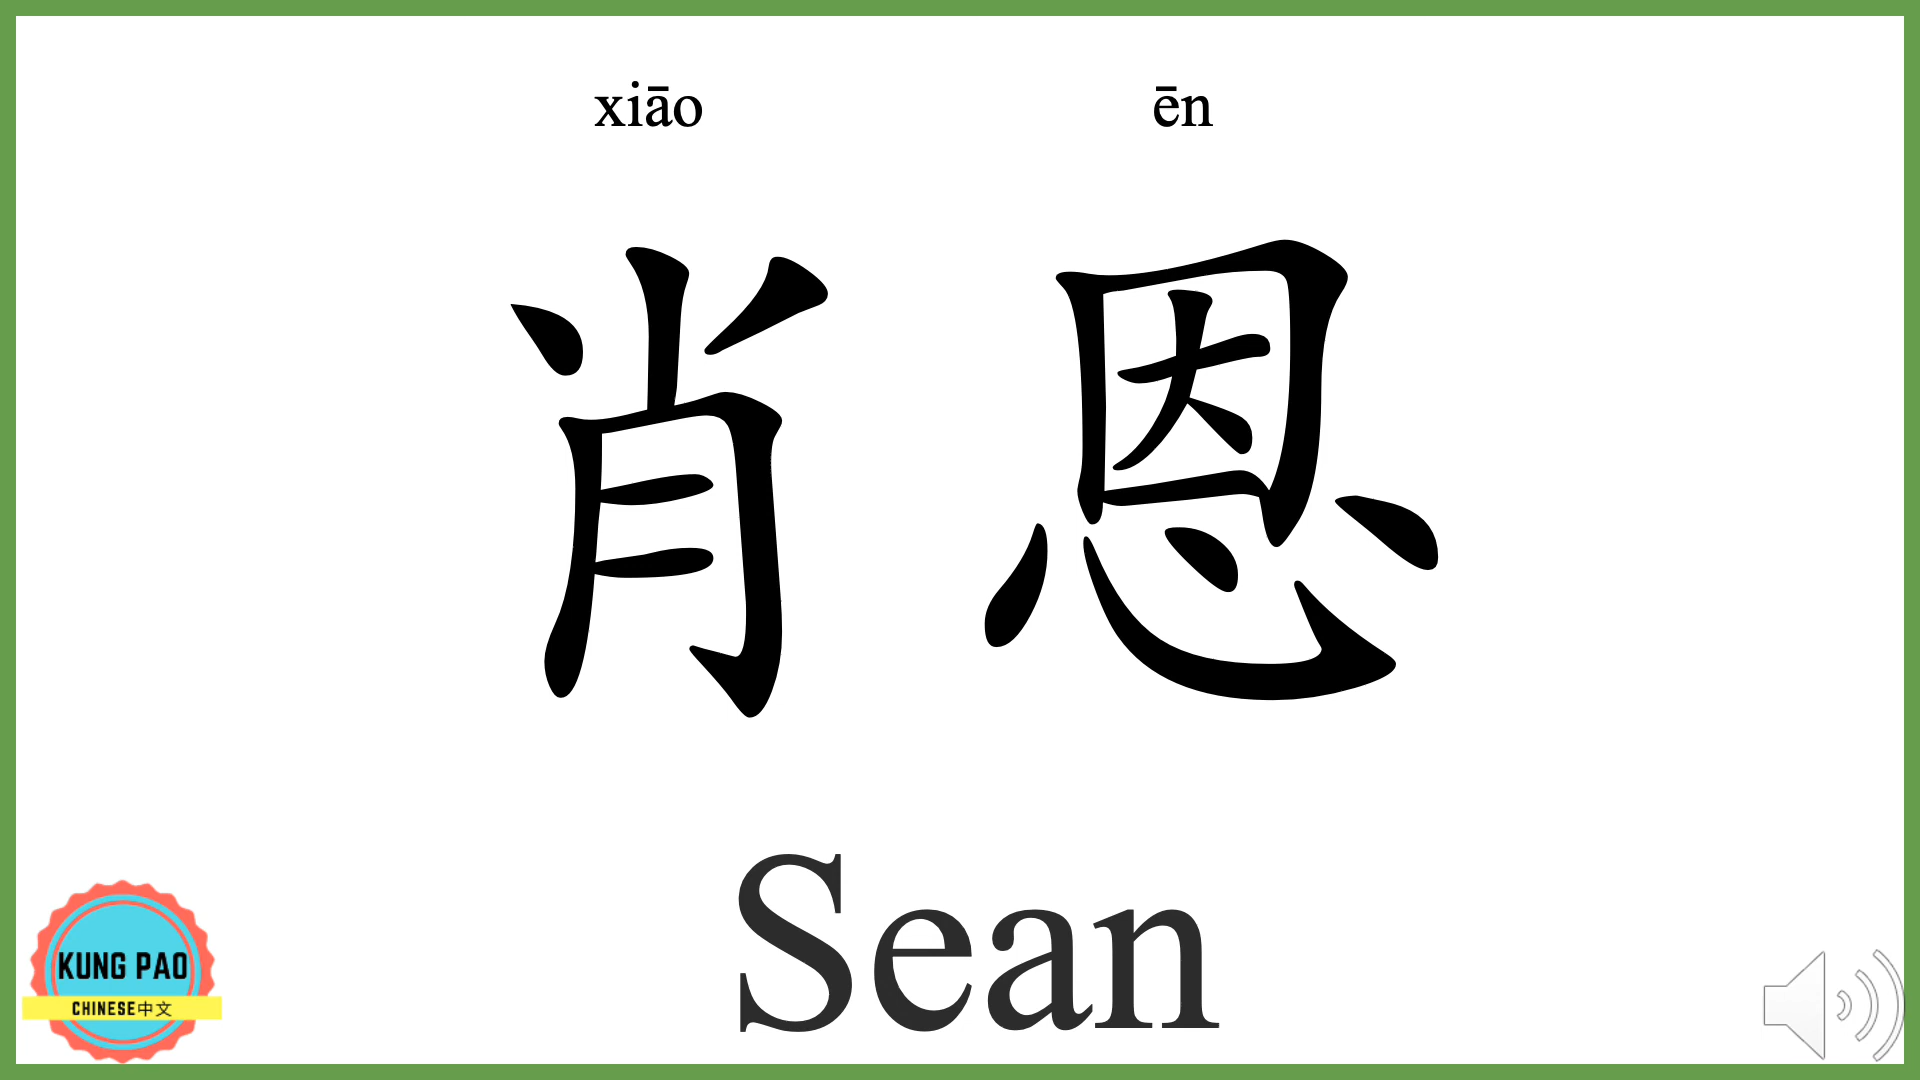 xiāo ēn
肖恩
Sean
KUNG PAO
CHINESE中文